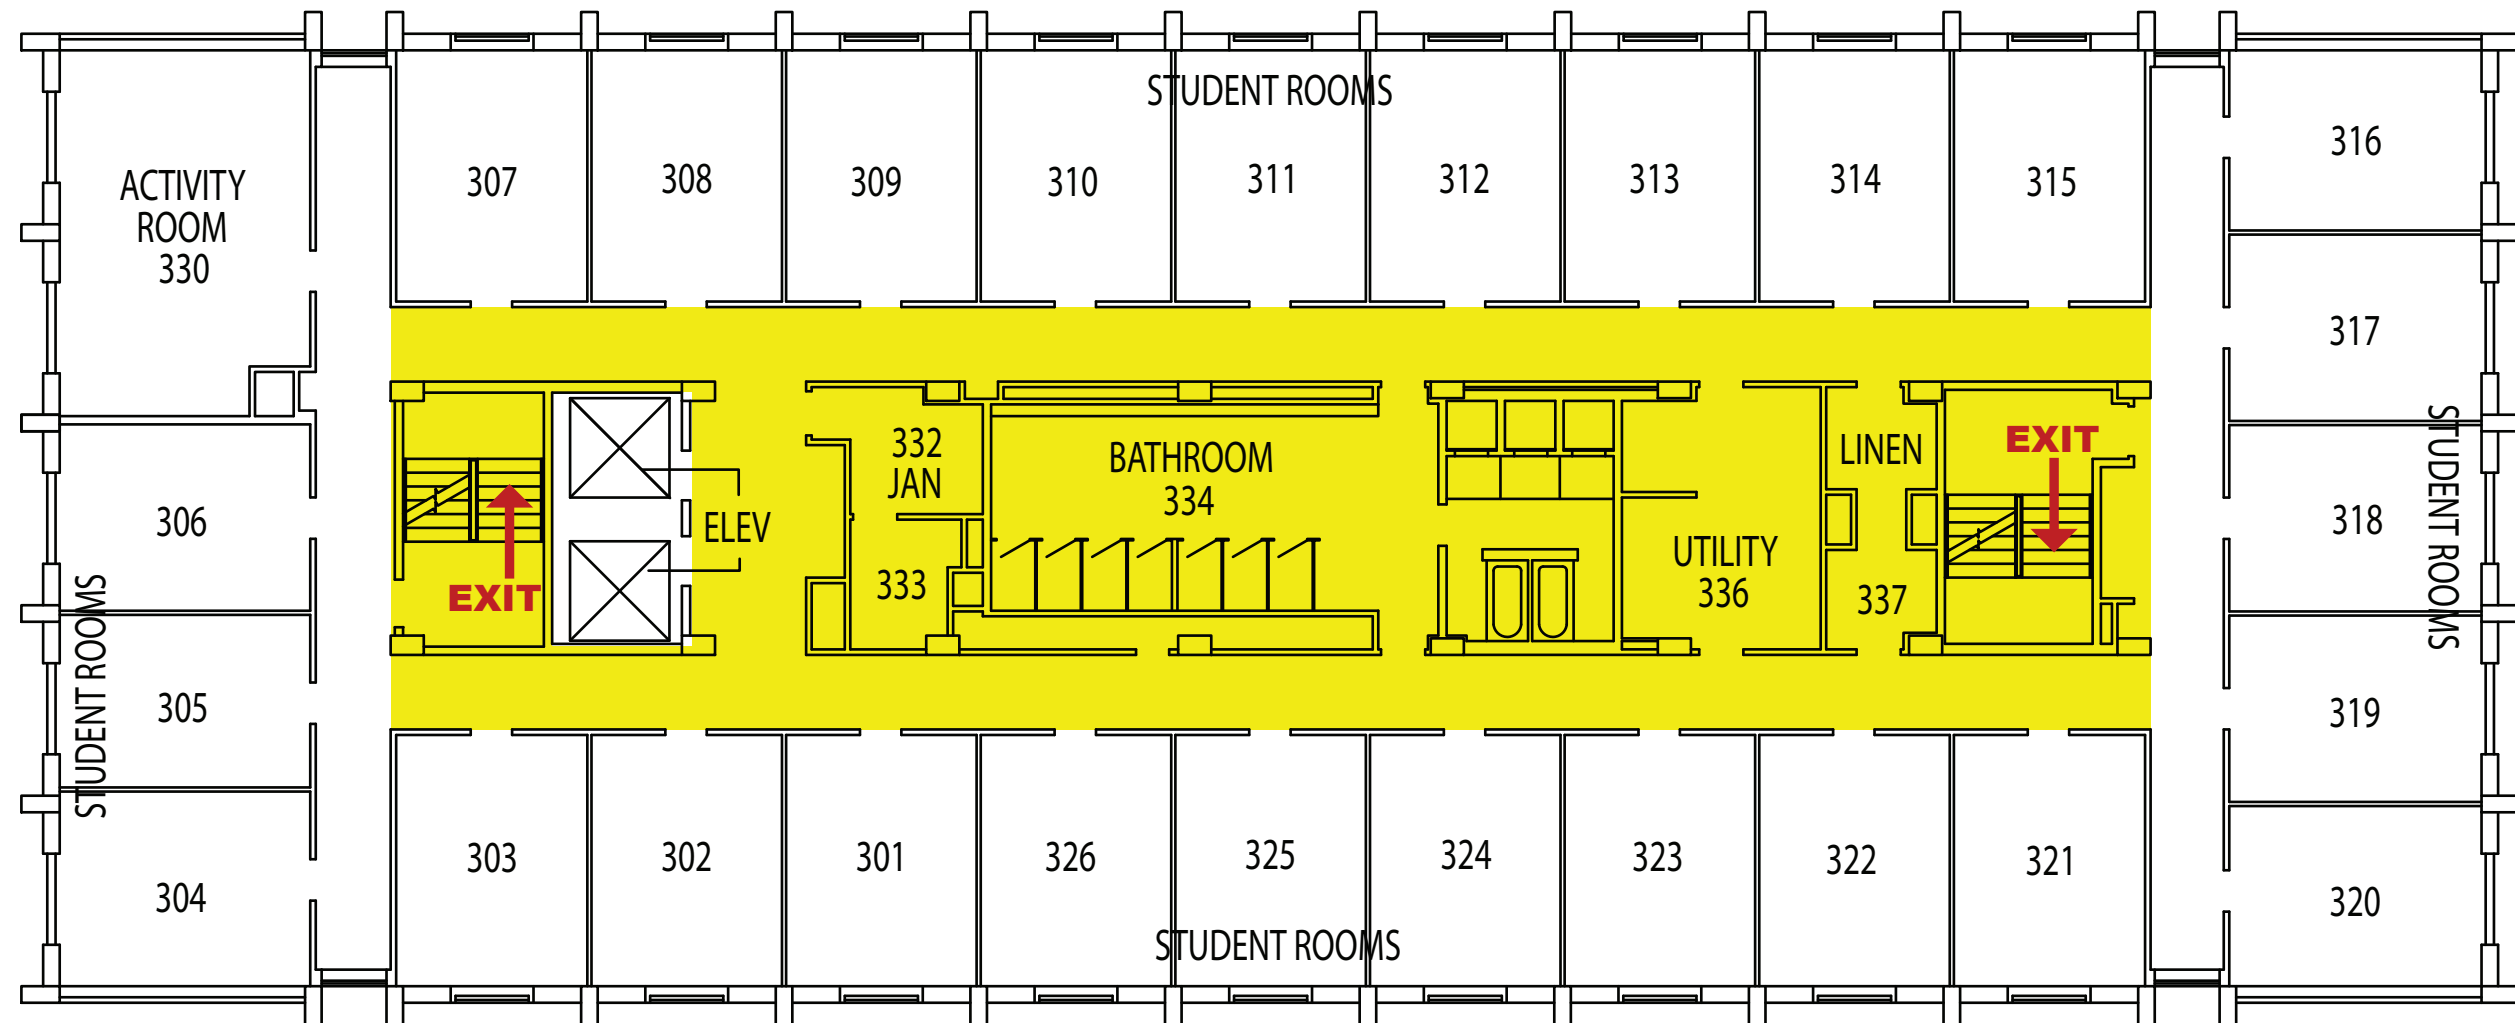 STUDENT ROOMS
ACTIVITY
ROOM
330
307
308
309
310
311
312
313
314
315
316
317
318
319
320
STUDENT ROOMS
306
305
304
STUDENT ROOMS
EXIT
ELEV
332
JAN
333
BATHROOM
334
UTILITY
336
LINEN
337
EXIT
303
302
301
326
325
324
323
322
321
STUDENT ROOMS